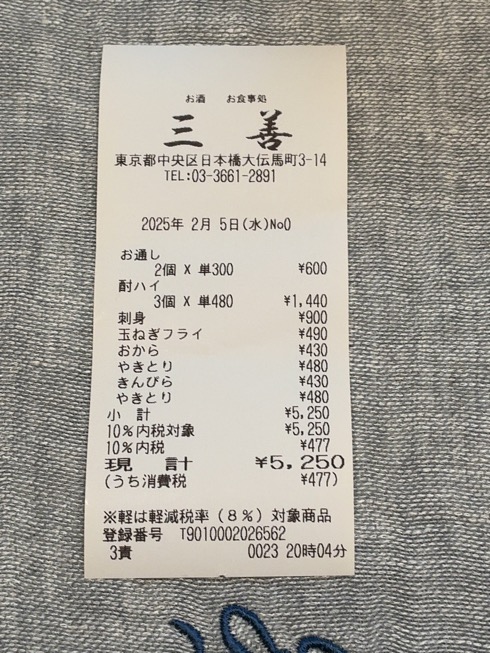 お酒　お食事処
三　善
東京都中央区日本橋大伝馬町3-14
TEL:03-3661-2891
2025年 2月 5日(水)No0
お通し
2個 X 単300　¥600
酎ハイ
3個 X 単480　¥1,440
刺身　¥900
玉ねぎフライ　¥490
おから　¥430
やきとり　¥480
きんぴら　¥430
やきとり　¥480
小　計　¥5,250
10%内税対象　¥5,250
10%内税　¥477
現　計　¥5,250
(うち消費税　¥477)
※軽は軽減税率(8%)対象商品
登録番号　T9010002026562
3責　0023 20時04分